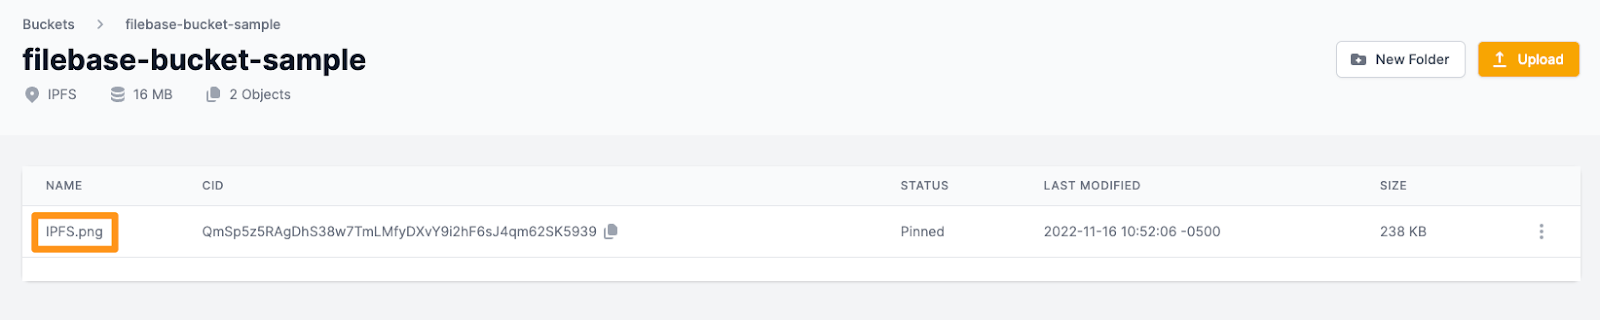 Buckets > filebase-bucket-sample
filebase-bucket-sample
New Folder
Upload
IPFS 16 MB 2 Objects
NAME CID STATUS LAST MODIFIED SIZE
IPFS.png QmSp5z5RAgDhS38w7TmLMfyDXvY9i2hF6sJ4qm62SK5939 Pinned 2022-11-16 10:52:06 -0500 238 KB